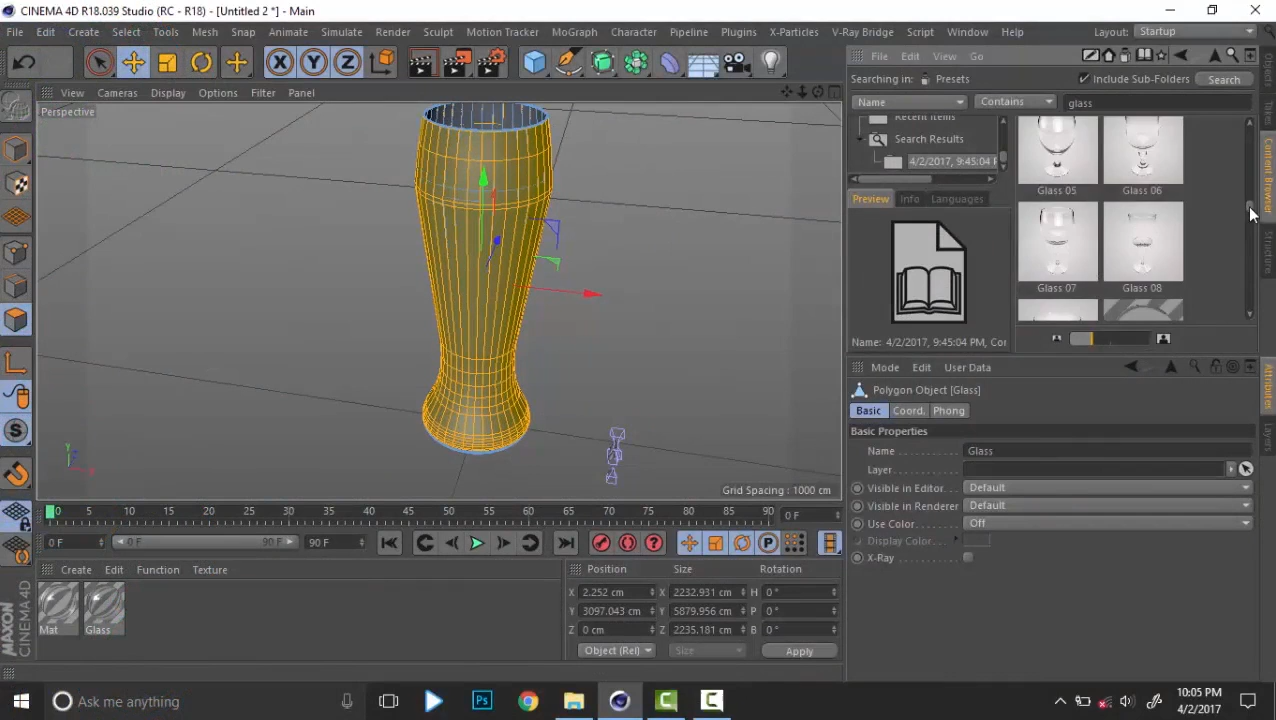 CINEMA 4D R18.039 Studio (RC - R18) - [Untitled 2 *] - Main
File Edit Create Select Tools Mesh Snap Animate Simulate Render Sculpt Motion Tracker MoGraph Character Pipeline Plugins X-Particles V-Ray Bridge Script Window Help Layout: Startup
X Y Z
File Edit View Go
Searching in: Presets Include Sub-Folders Search
Name Contains glass
View Cameras Display Options Filter Panel
Perspective
Recent Items
Search Results
4/2/2017, 9:45:04 P
Glass 05 Glass 06
Preview Info Languages
Glass 07 Glass 08
Name: 4/2/2017, 9:45:04 PM, Cor
Mode Edit User Data
Polygon Object [Glass]
Basic Coord. Phong
Basic Properties
Name Glass
Layer
Visible in Editor Default
Visible in Renderer Default
Use Color Off
Display Color
X-Ray
Grid Spacing : 1000 cm
0 5 10 15 20 25 30 35 40 45 50 55 60 65 70 75 80 85 90 0 F
0 F 0 F 90 F 90 F
Create Edit Function Texture
Mat Glass
Position Size Rotation
X 2.252 cm X 2232.931 cm H 0 °
Y 3097.043 cm Y 5879.956 cm P 0 °
Z 0 cm Z 2235.181 cm B 0 °
Object (Rel) Size Apply
Objects
Takes
Content Browser
Structure
Attributes
Layers
MAXON
CINEMA 4D
Ask me anything
10:05 PM
4/2/2017